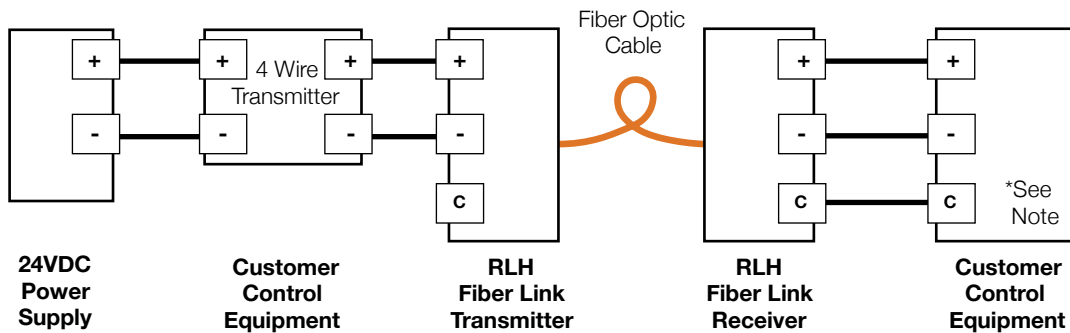 Fiber Optic
Cable
+ + + + + +
4 Wire
Transmitter
- - - - - -
C C C
*See
Note
24VDC
Power
Supply
Customer
Control
Equipment
RLH
Fiber Link
Transmitter
RLH
Fiber Link
Receiver
Customer
Control
Equipment